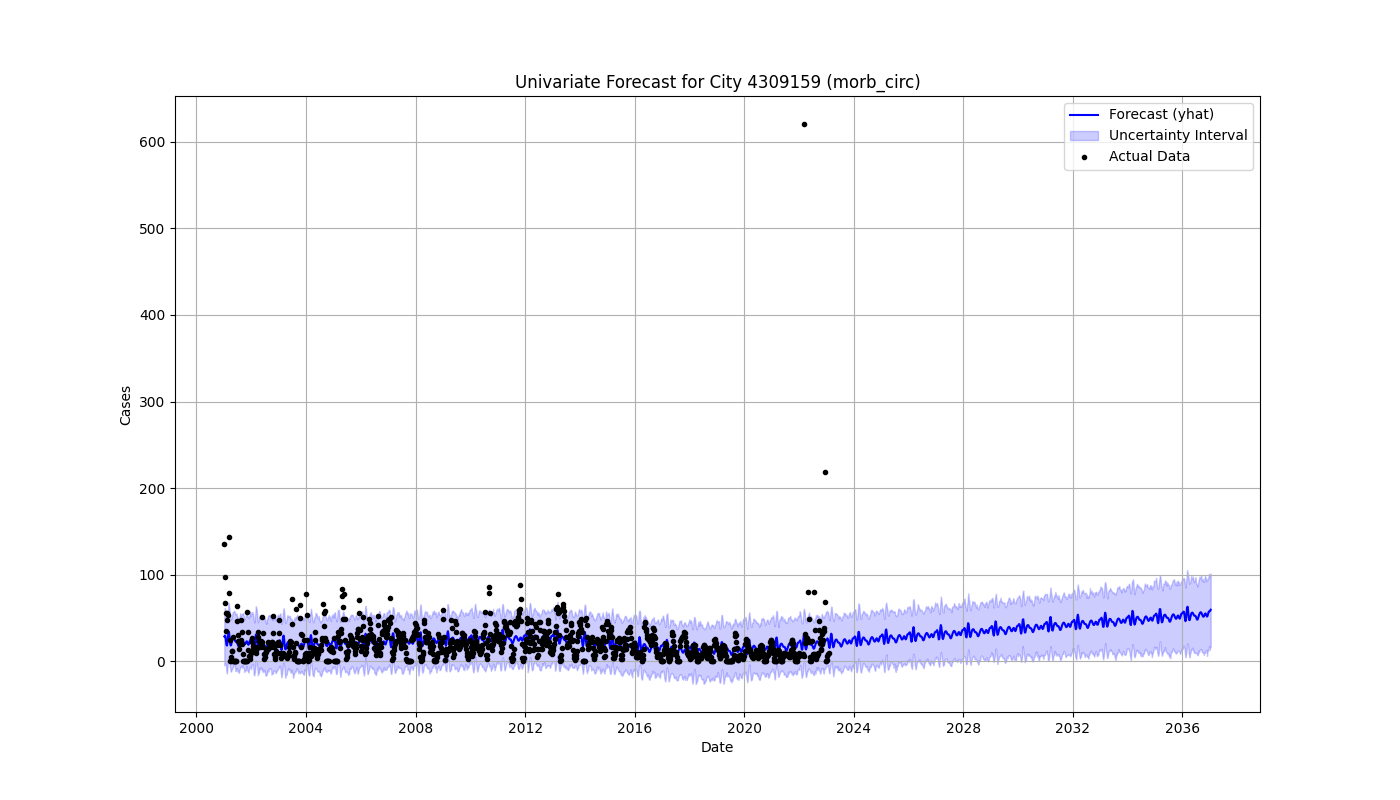 Univariate Forecast for City 4309159 (morb_circ)
Forecast (yhat)
Uncertainty Interval
Actual Data
600
500
400
300
200
100
0
Cases
2000 2004 2008 2012 2016 2020 2024 2028 2032 2036
Date